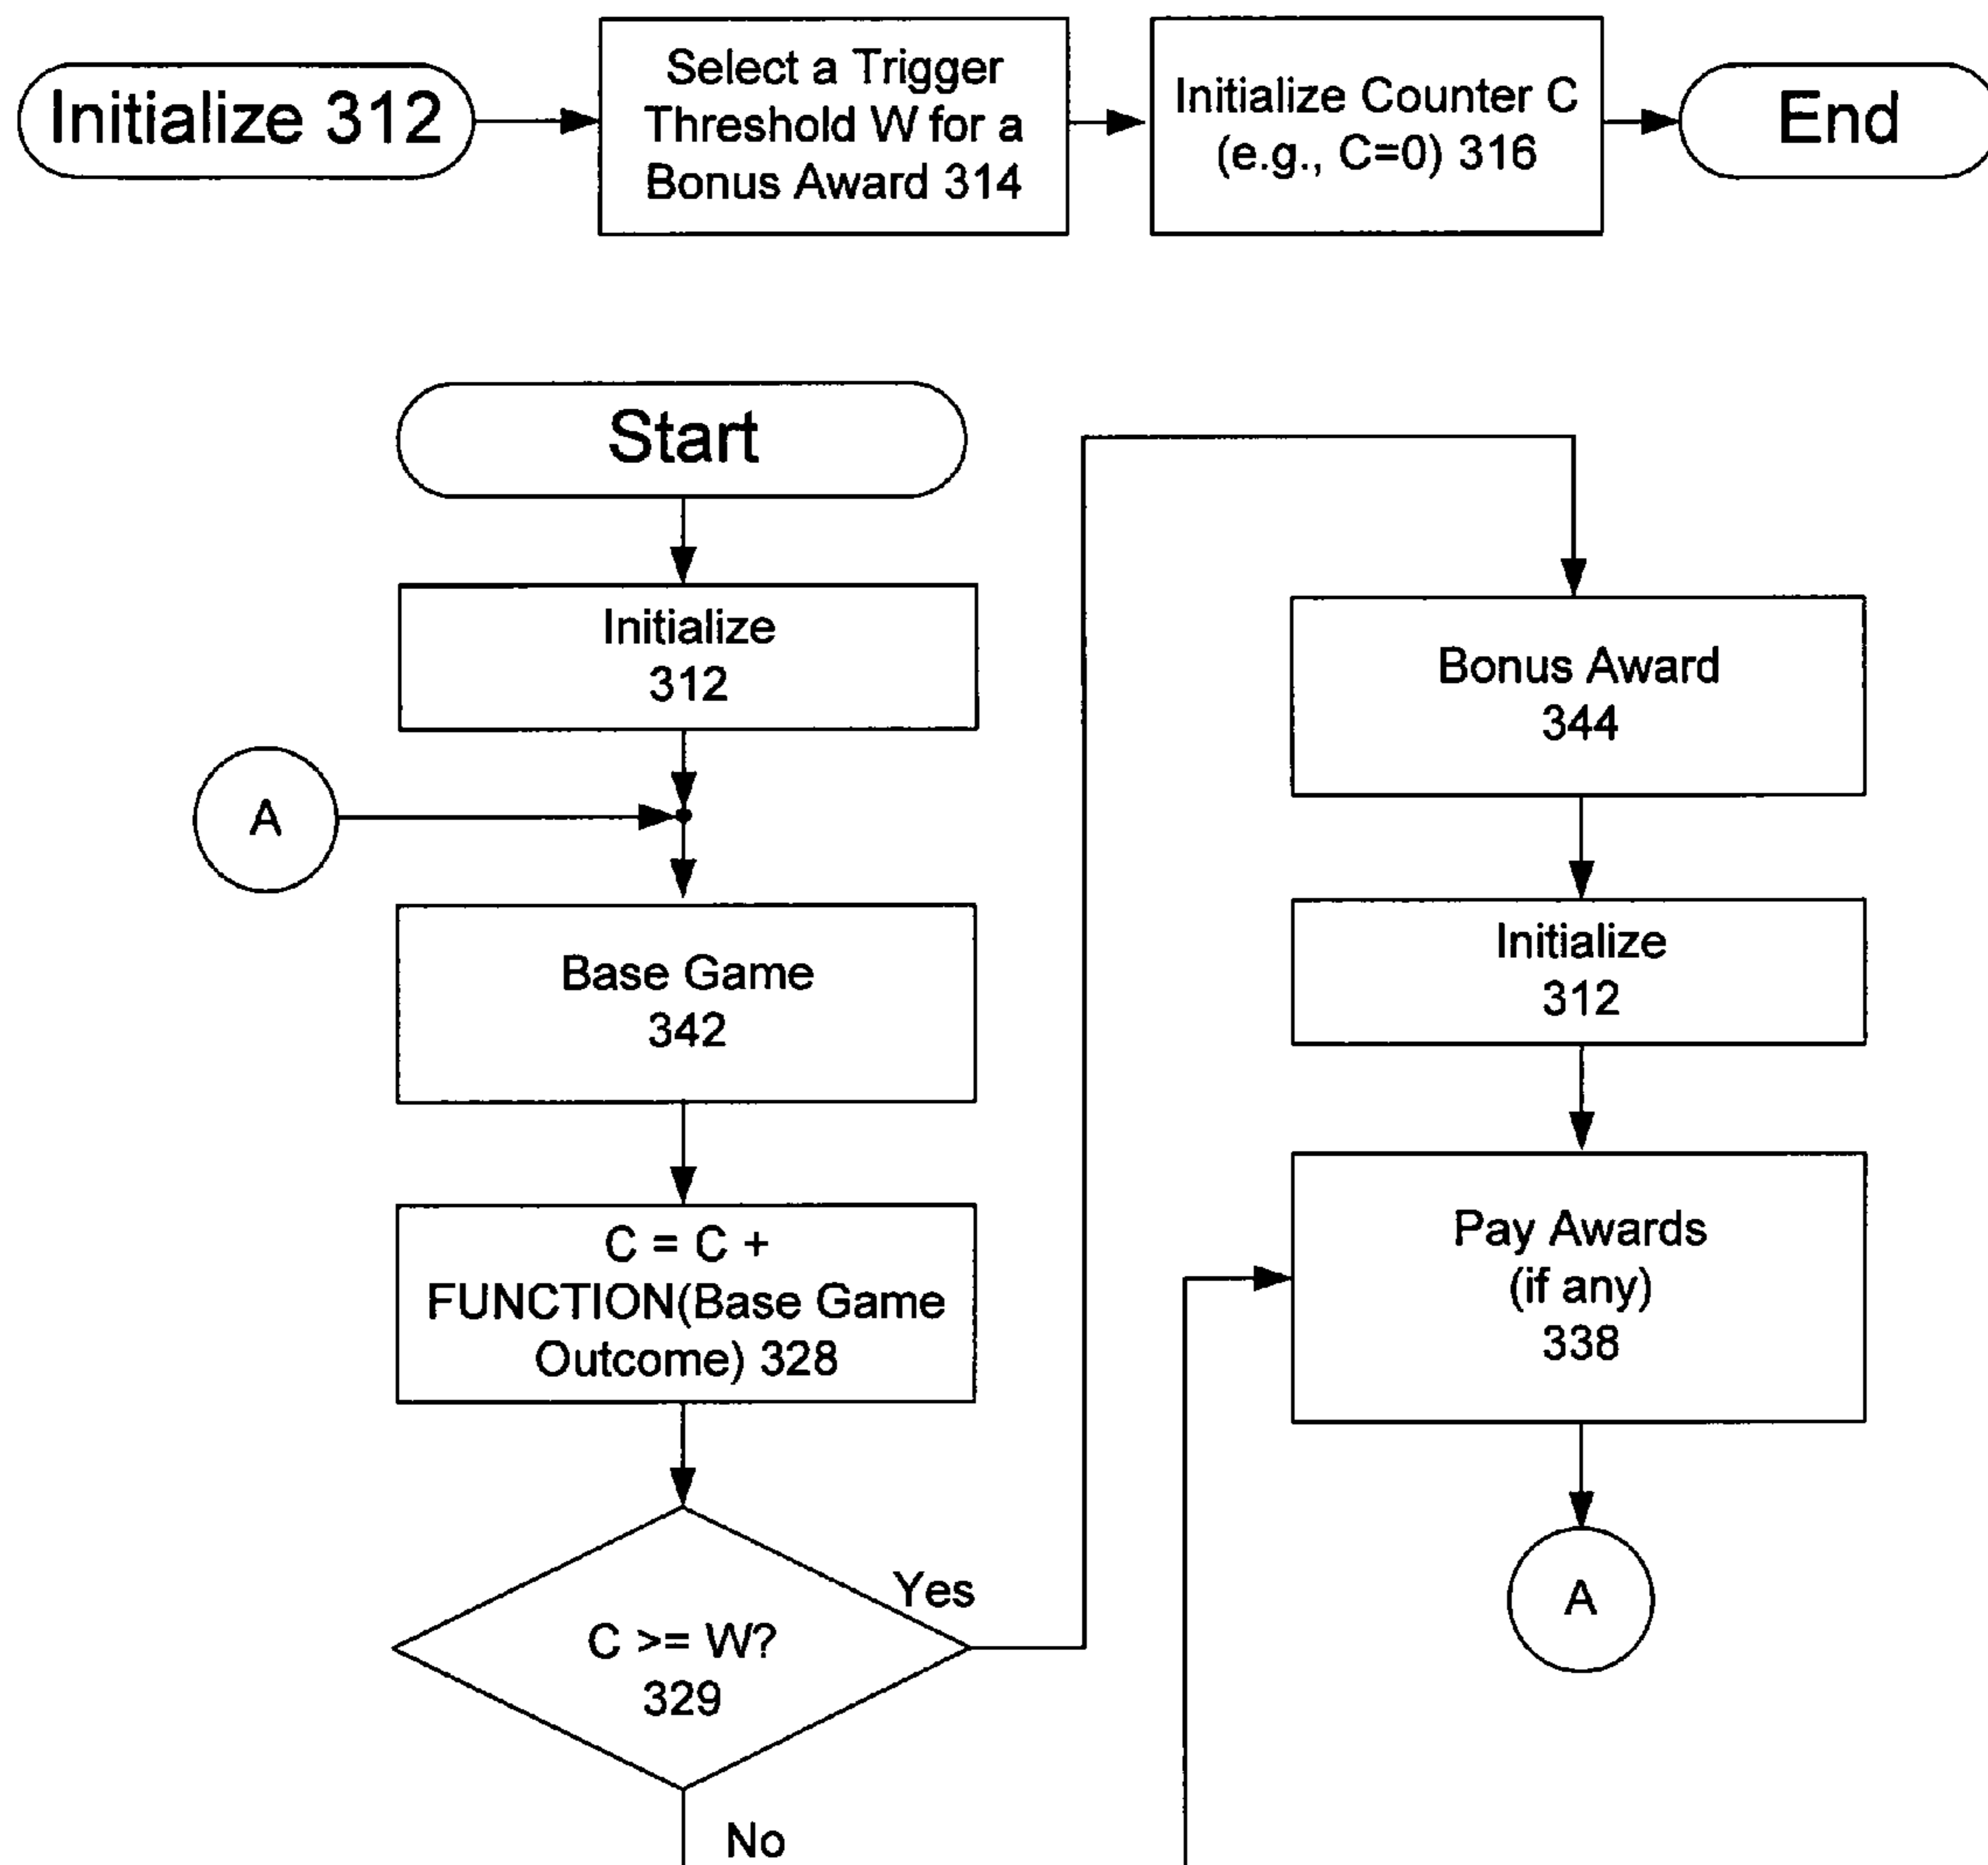 Initialize 312
Select a Trigger
Threshold W for a
Bonus Award 314
Initialize Counter C
(e.g., C=0) 316
End
Start
Initialize
312
A
Base Game
342
C = C +
FUNCTION(Base Game
Outcome) 328
C >= W?
329
Yes
No
Bonus Award
344
Initialize
312
Pay Awards
(if any)
338
A